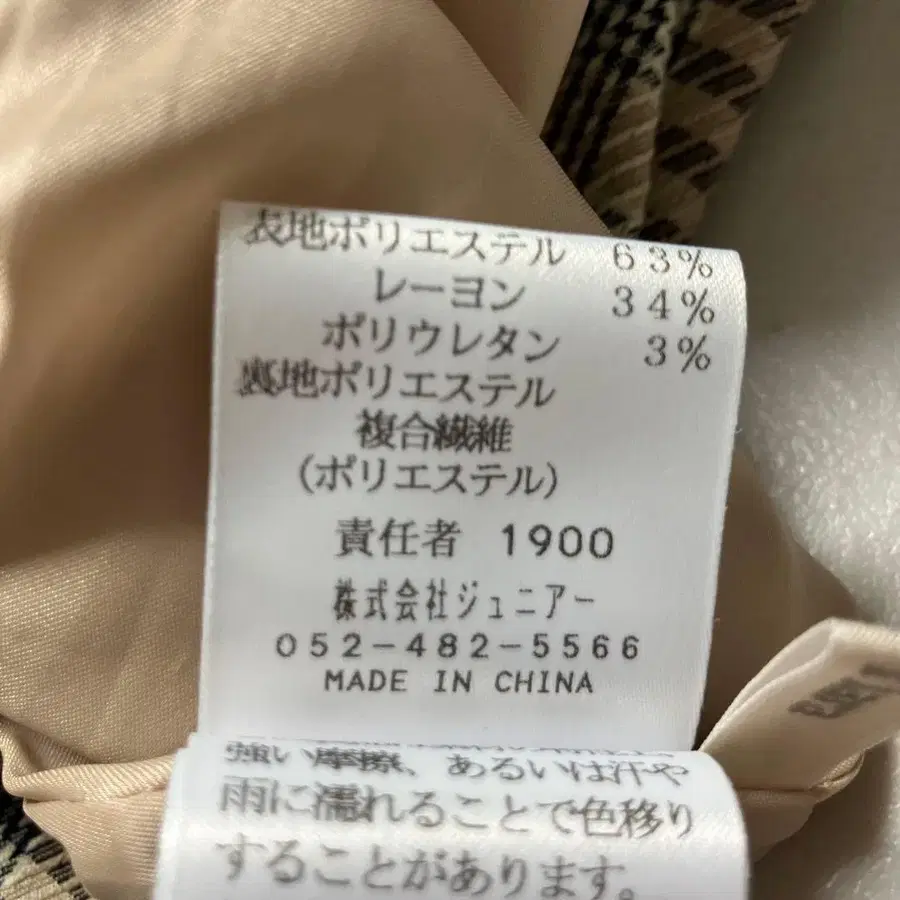 表地ポリエステル 63%
レーヨン 34%
ポリウレタン 3%
裏地ポリエステル
複合繊維
(ポリエステル)
責任者 1900
株式会社ジュニアー
052-482-5566
MADE IN CHINA
強い摩擦、あるいは汗や
雨に濡れることで色移り
することがあります。